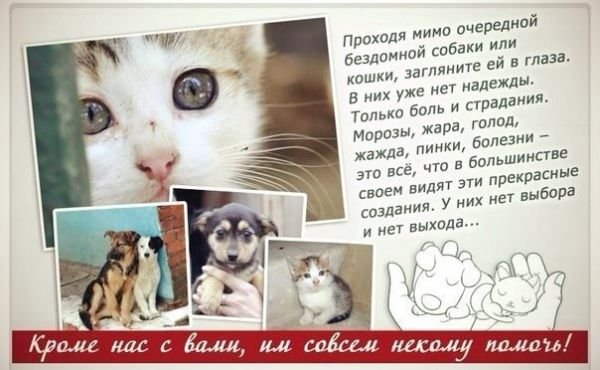 Проходя мимо очередной
бездомной собаки или
кошки, загляните ей в глаза.
В них уже нет надежды.
Только боль и страдания.
Морозы, жара, голод,
жажда, пинки, болезни –
это всё, что в большинстве
своем видят эти прекрасные
создания. У них нет выбора
и нет выхода...
Кроме нас с вами, им совсем некому помочь!